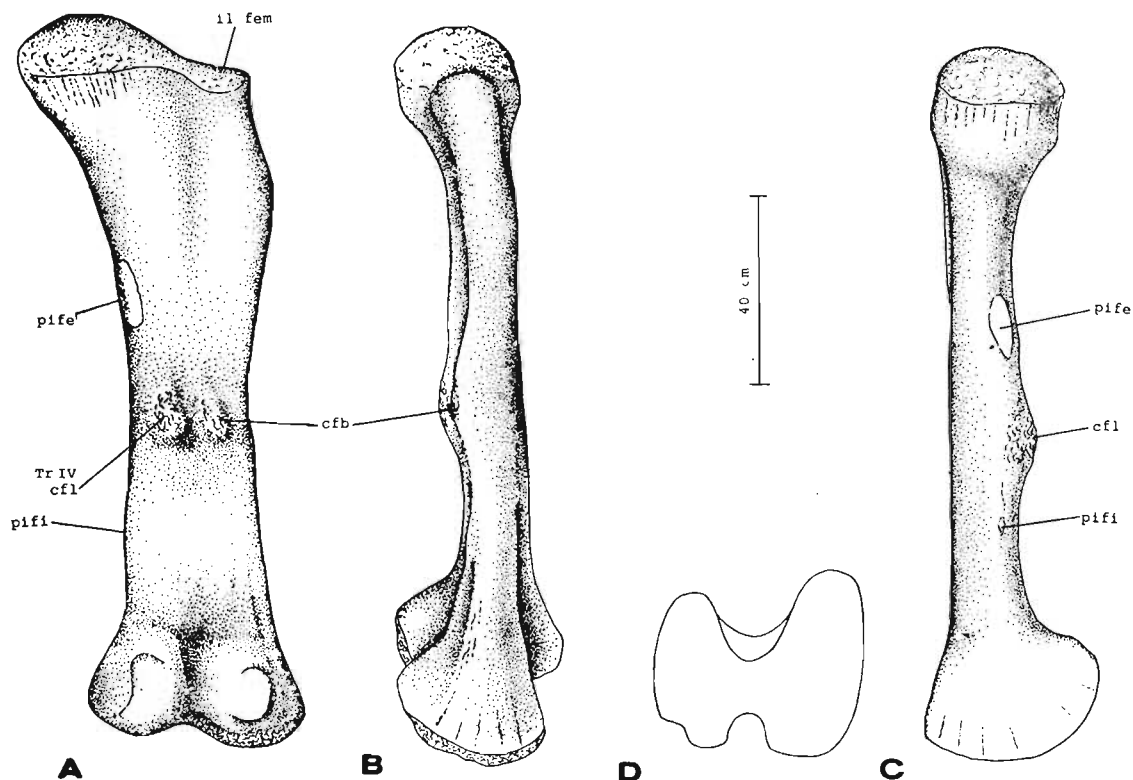 il fem
pife
pife
40 cm
cfb
cfl
Tr IV
cfl
pifi
pifi
A
B
D
C